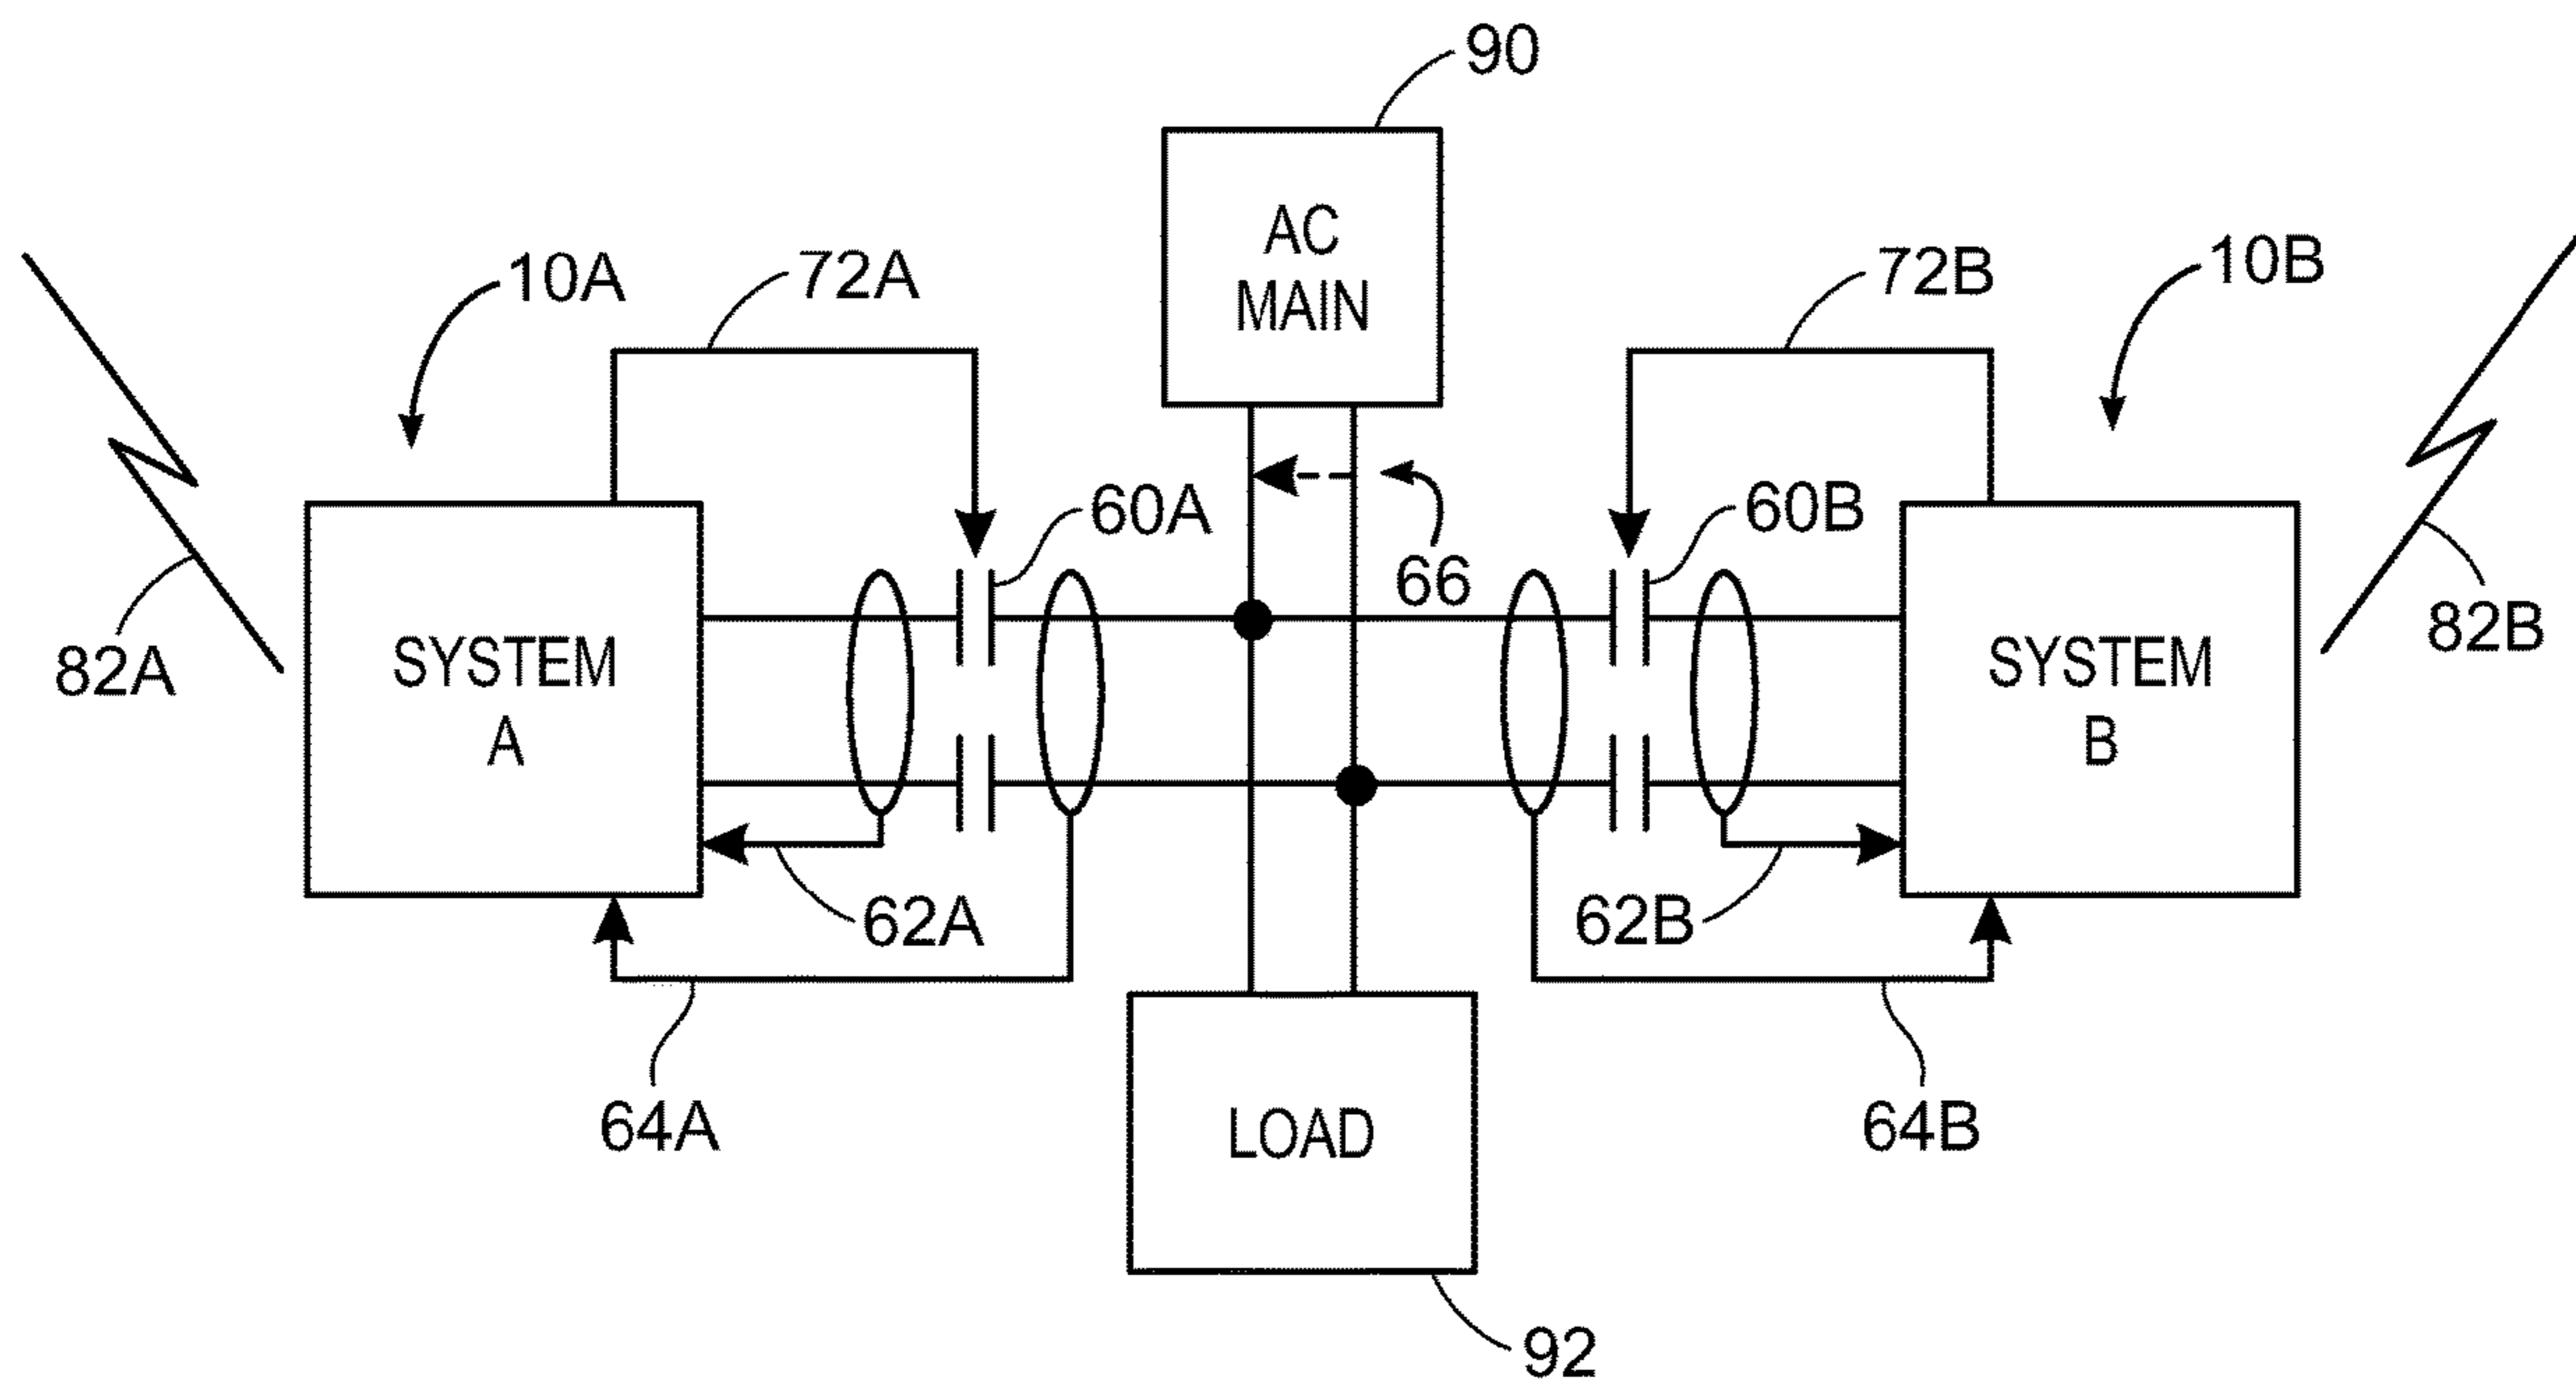 90
AC
MAIN
10A
72A
72B
10B
60A
66
60B
82A
SYSTEM
A
SYSTEM
B
82B
62A
62B
64A
LOAD
64B
92